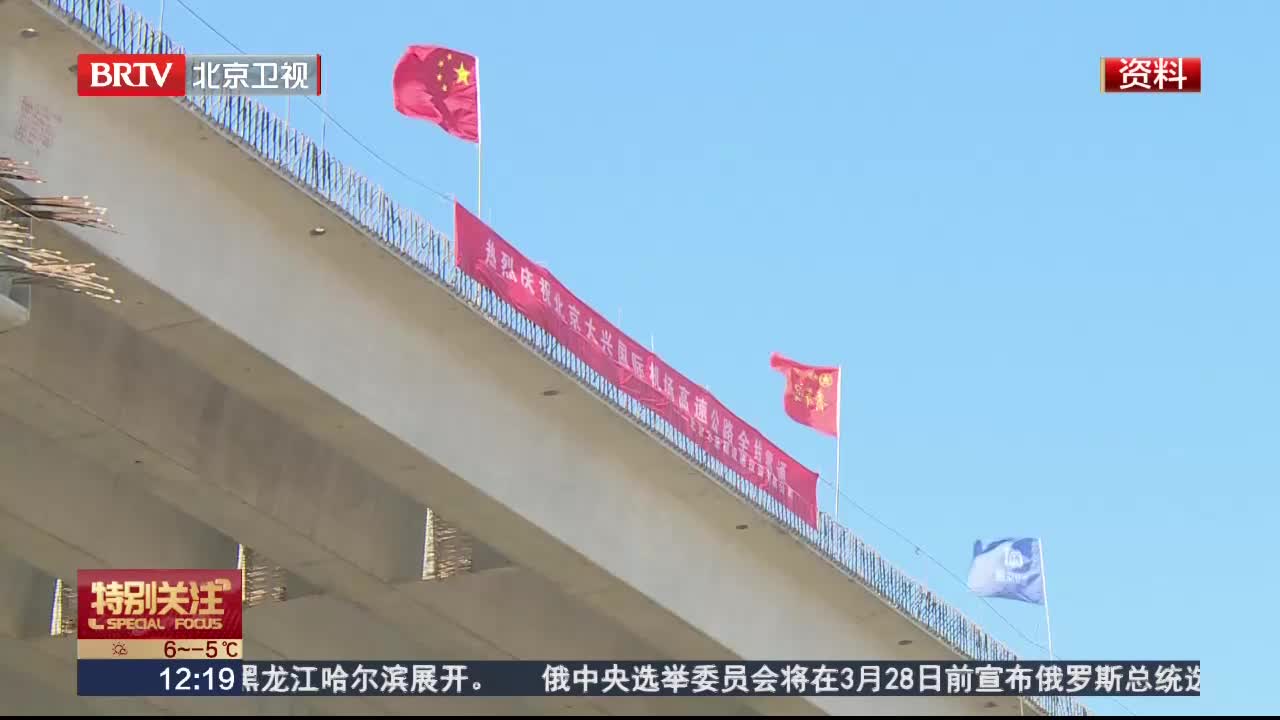 BRTV 北京卫视
资料
热烈庆祝北京大兴国际机场高速公路全线贯通
特别关注
SPECIAL FOCUS
6~-5℃
12:19
黑龙江哈尔滨展开。 俄中央选举委员会将在3月28日前宣布俄罗斯总统选